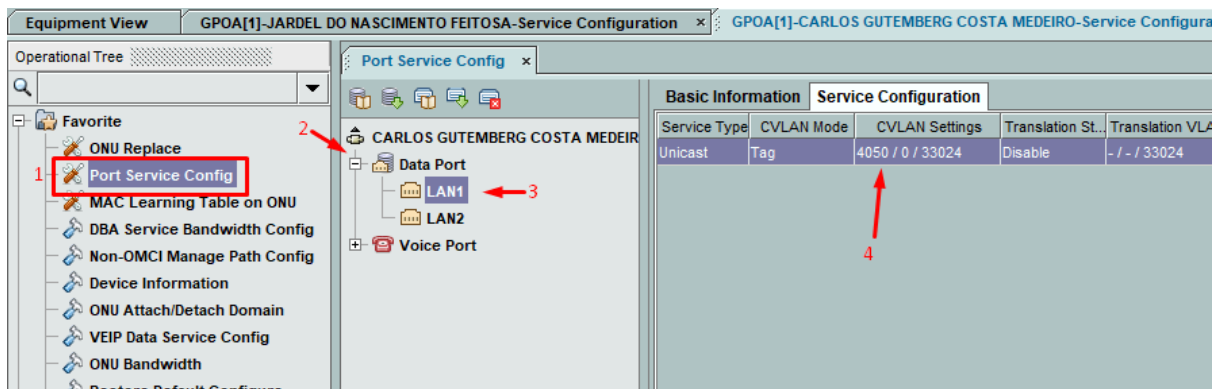 Equipment View
GPOA[1]-JARDEL DO NASCIMENTO FEITOSA-Service Configuration ×
GPOA[1]-CARLOS GUTEMBERG COSTA MEDEIRO-Service Configura
Operational Tree
Favorite
ONU Replace
1 Port Service Config
MAC Learning Table on ONU
DBA Service Bandwidth Config
Non-OMCI Manage Path Config
Device Information
ONU Attach/Detach Domain
VEIP Data Service Config
ONU Bandwidth
Restore Default Configure
Port Service Config ×
2
CARLOS GUTEMBERG COSTA MEDEIR
Data Port
LAN1 3
LAN2
Voice Port
Basic Information Service Configuration
Service Type CVLAN Mode CVLAN Settings Translation St... Translation VLA
Unicast Tag 4050 / 0 / 33024 Disable - / - / 33024
4